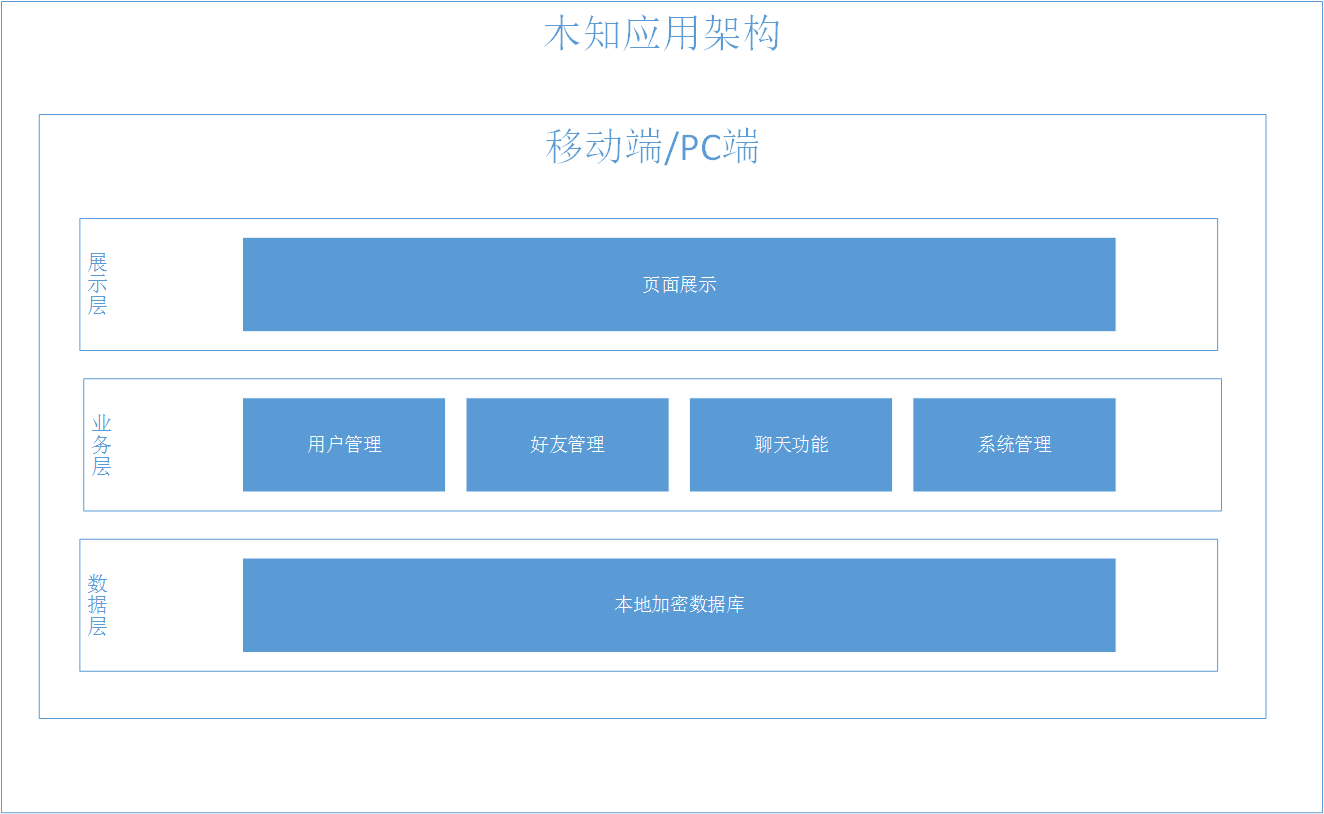 木知应用架构
移动端/PC端
展示层
页面展示
业务层
用户管理
好友管理
聊天功能
系统管理
数据层
本地加密数据库